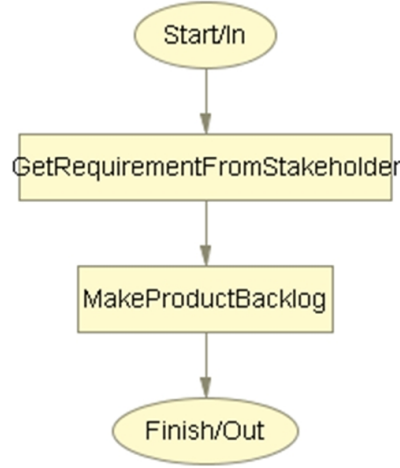 Start/In
GetRequirementFromStakeholder
MakeProductBacklog
Finish/Out